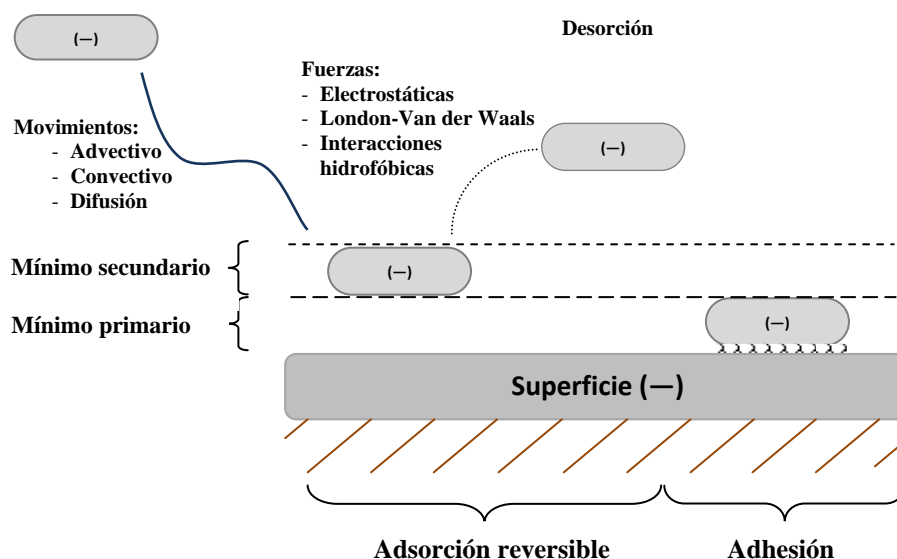 (—)
Desorción
Fuerzas:
- Electrostáticas
- London-Van der Waals
- Interacciones
hidrofóbicas
Movimientos:
- Advectivo
- Convectivo
- Difusión
(—)
Mínimo secundario
(—)
Mínimo primario
(—)
Superficie (—)
Adsorción reversible
Adhesión